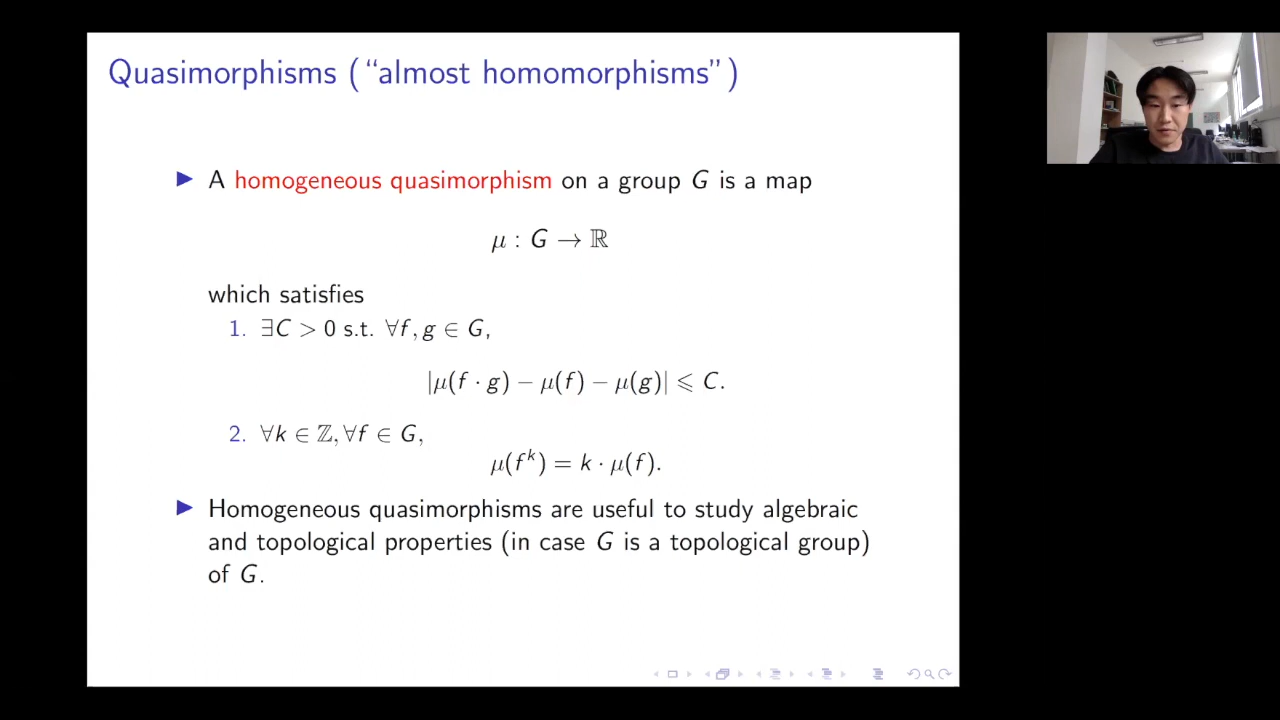 Quasimorphisms (“almost homomorphisms”)
▶ A homogeneous quasimorphism on a group G is a map
μ : G → ℝ
which satisfies
1. ∃C > 0 s.t. ∀f, g ∈ G,
|μ(f · g) − μ(f) − μ(g)| ⩽ C.
2. ∀k ∈ ℤ, ∀f ∈ G,
μ(fᵏ) = k · μ(f).
▶ Homogeneous quasimorphisms are useful to study algebraic
and topological properties (in case G is a topological group)
of G.